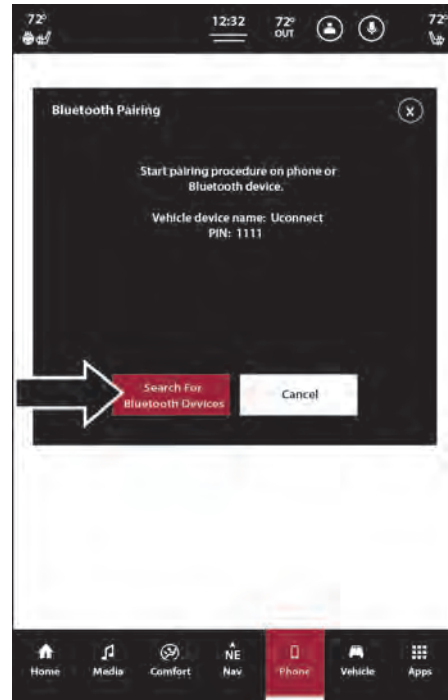 72°
12:32
72°
OUT
72°
Bluetooth Pairing
X
Start pairing procedure on phone or
Bluetooth device.
Vehicle device name: Uconnect
PIN: 1111
Search For
Bluetooth Devices
Cancel
NE
Home
Media
Comfort
Nav
Phone
Vehicle
Apps